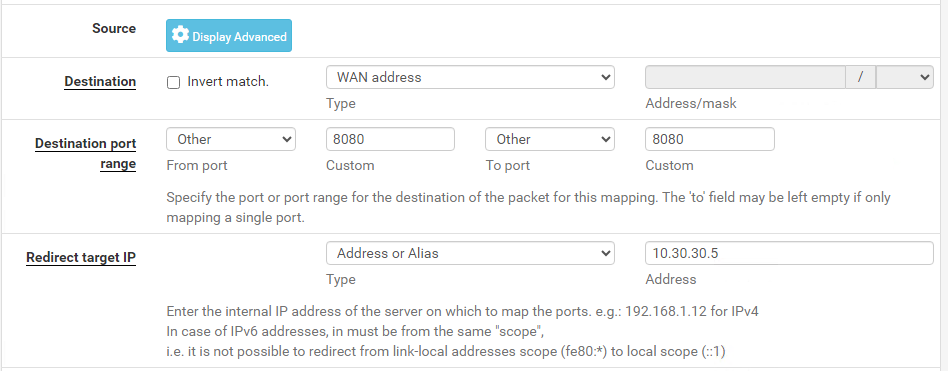 Source
Display Advanced
Destination
Invert match.
WAN address
/
Type
Address/mask
Destination port
range
Other
8080
Other
8080
From port
Custom
To port
Custom
Specify the port or port range for the destination of the packet for this mapping. The 'to' field may be left empty if only
mapping a single port.
Redirect target IP
Address or Alias
10.30.30.5
Type
Address
Enter the internal IP address of the server on which to map the ports. e.g.: 192.168.1.12 for IPv4
In case of IPv6 addresses, in must be from the same "scope",
i.e. it is not possible to redirect from link-local addresses scope (fe80:*) to local scope (::1)